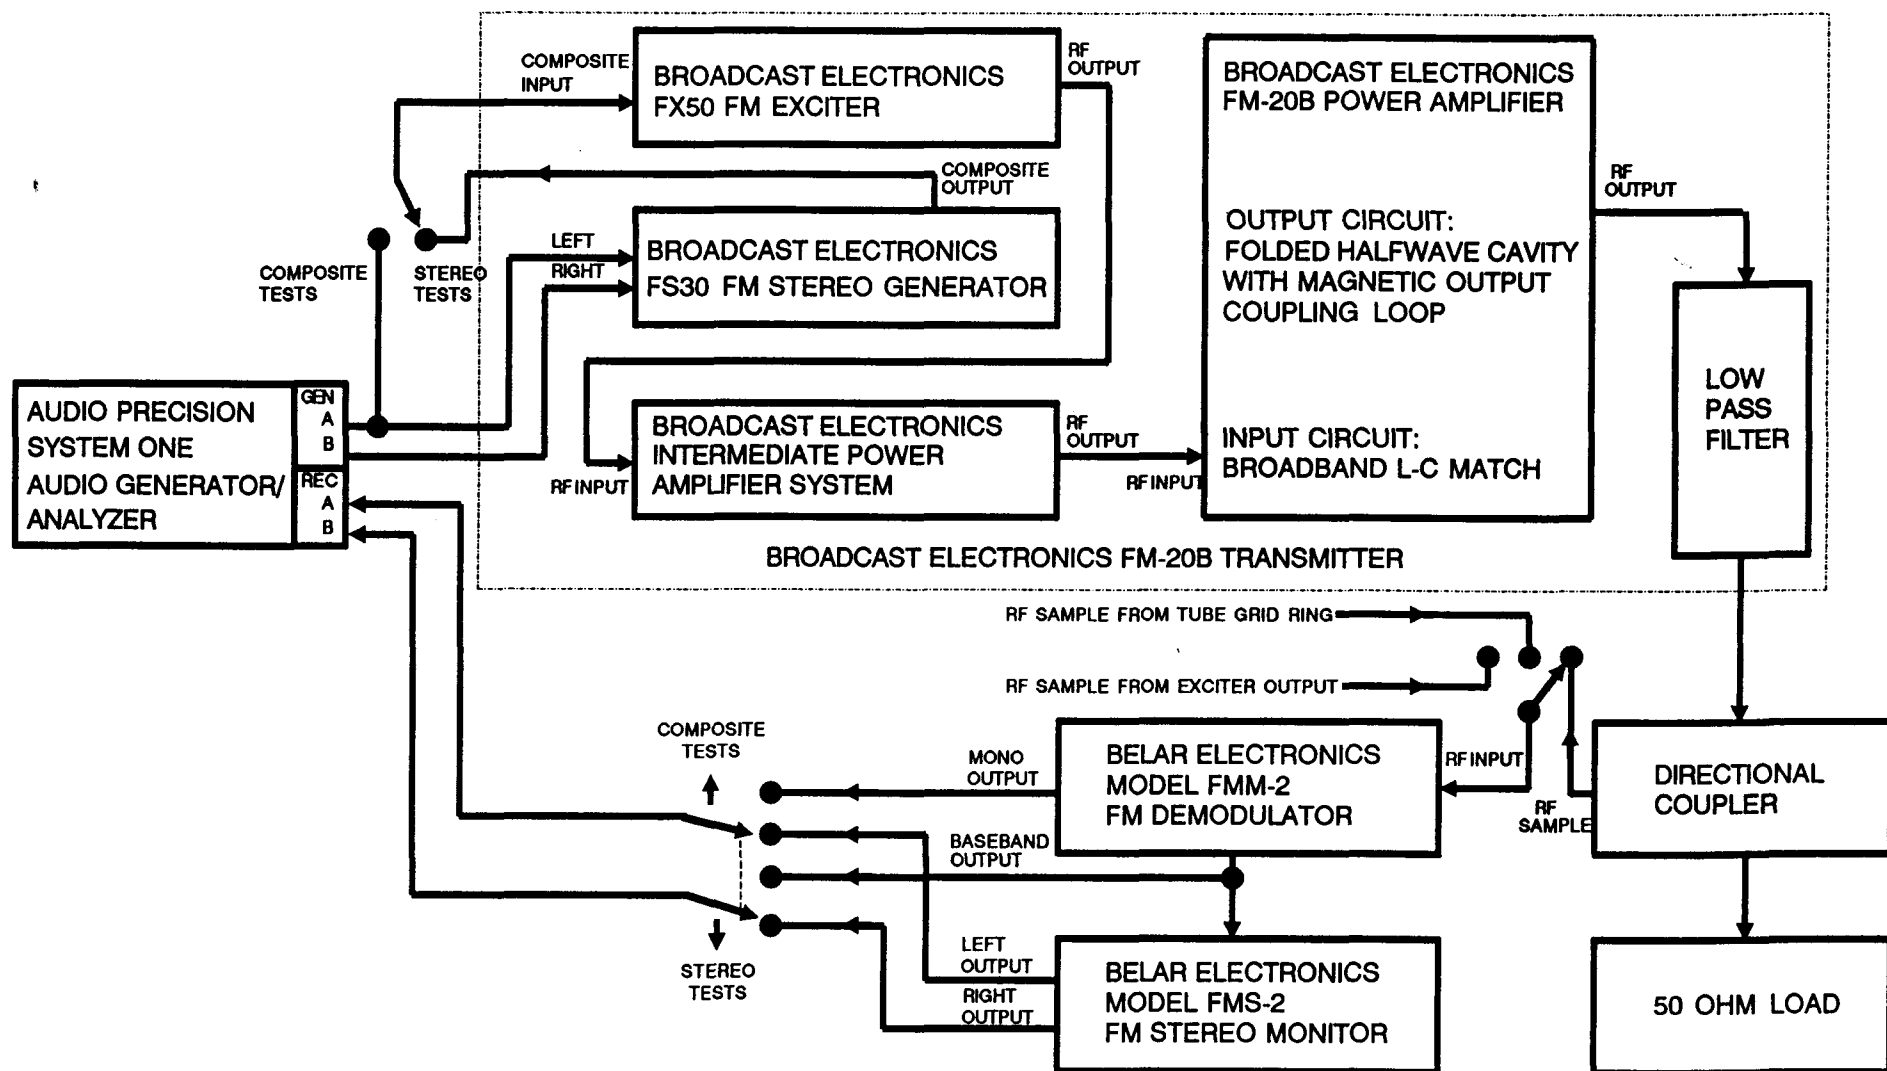 COMPOSITE
INPUT
BROADCAST ELECTRONICS
FX50 FM EXCITER
RF
OUTPUT
BROADCAST ELECTRONICS
FM-20B POWER AMPLIFIER
OUTPUT CIRCUIT:
FOLDED HALFWAVE CAVITY
WITH MAGNETIC OUTPUT
COUPLING LOOP
INPUT CIRCUIT:
BROADBAND L-C MATCH
RF
OUTPUT
COMPOSITE
OUTPUT
COMPOSITE
TESTS
STEREO
TESTS
LEFT
RIGHT
BROADCAST ELECTRONICS
FS30 FM STEREO GENERATOR
LOW
PASS
FILTER
AUDIO PRECISION
SYSTEM ONE
AUDIO GENERATOR/
ANALYZER
GEN
A
B
REC
A
B
RF INPUT
BROADCAST ELECTRONICS
INTERMEDIATE POWER
AMPLIFIER SYSTEM
RF
OUTPUT
RF INPUT
BROADCAST ELECTRONICS FM-20B TRANSMITTER
RF SAMPLE FROM TUBE GRID RING
RF SAMPLE FROM EXCITER OUTPUT
COMPOSITE
TESTS
STEREO
TESTS
MONO
OUTPUT
BASEBAND
OUTPUT
BELAR ELECTRONICS
MODEL FMM-2
FM DEMODULATOR
RF INPUT
RF
SAMPLE
DIRECTIONAL
COUPLER
LEFT
OUTPUT
RIGHT
OUTPUT
BELAR ELECTRONICS
MODEL FMS-2
FM STEREO MONITOR
50 OHM LOAD